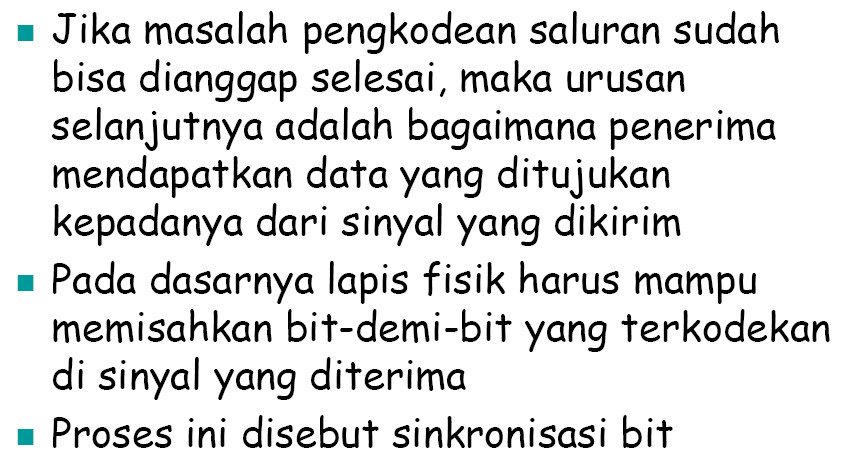 Jika masalah pengkodean saluran sudah
bisa dianggap selesai, maka urusan
selanjutnya adalah bagaimana penerima
mendapatkan data yang ditujukan
kepadanya dari sinyal yang dikirim
Pada dasarnya lapis fisik harus mampu
memisahkan bit-demi-bit yang terkodekan
di sinyal yang diterima
Proses ini disebut sinkronisasi bit